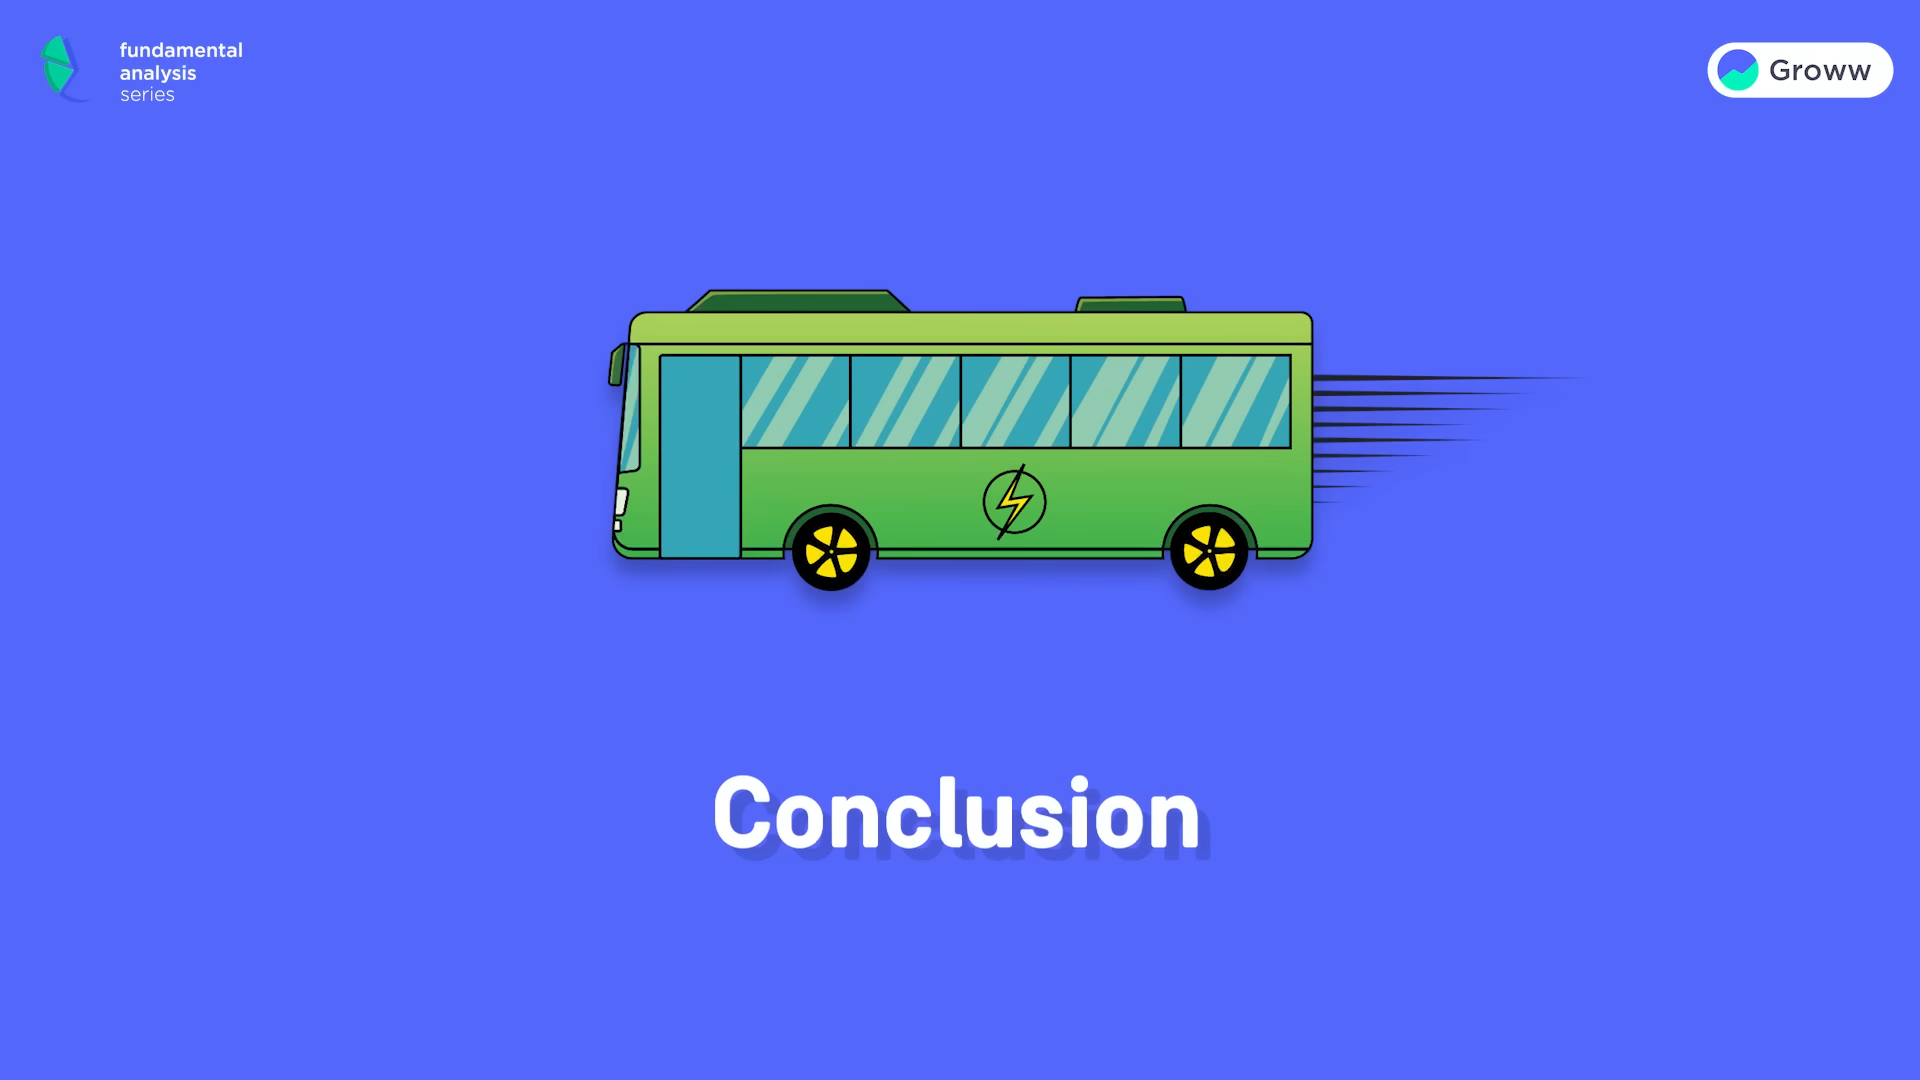 fundamental
analysis
series
Groww
Conclusion